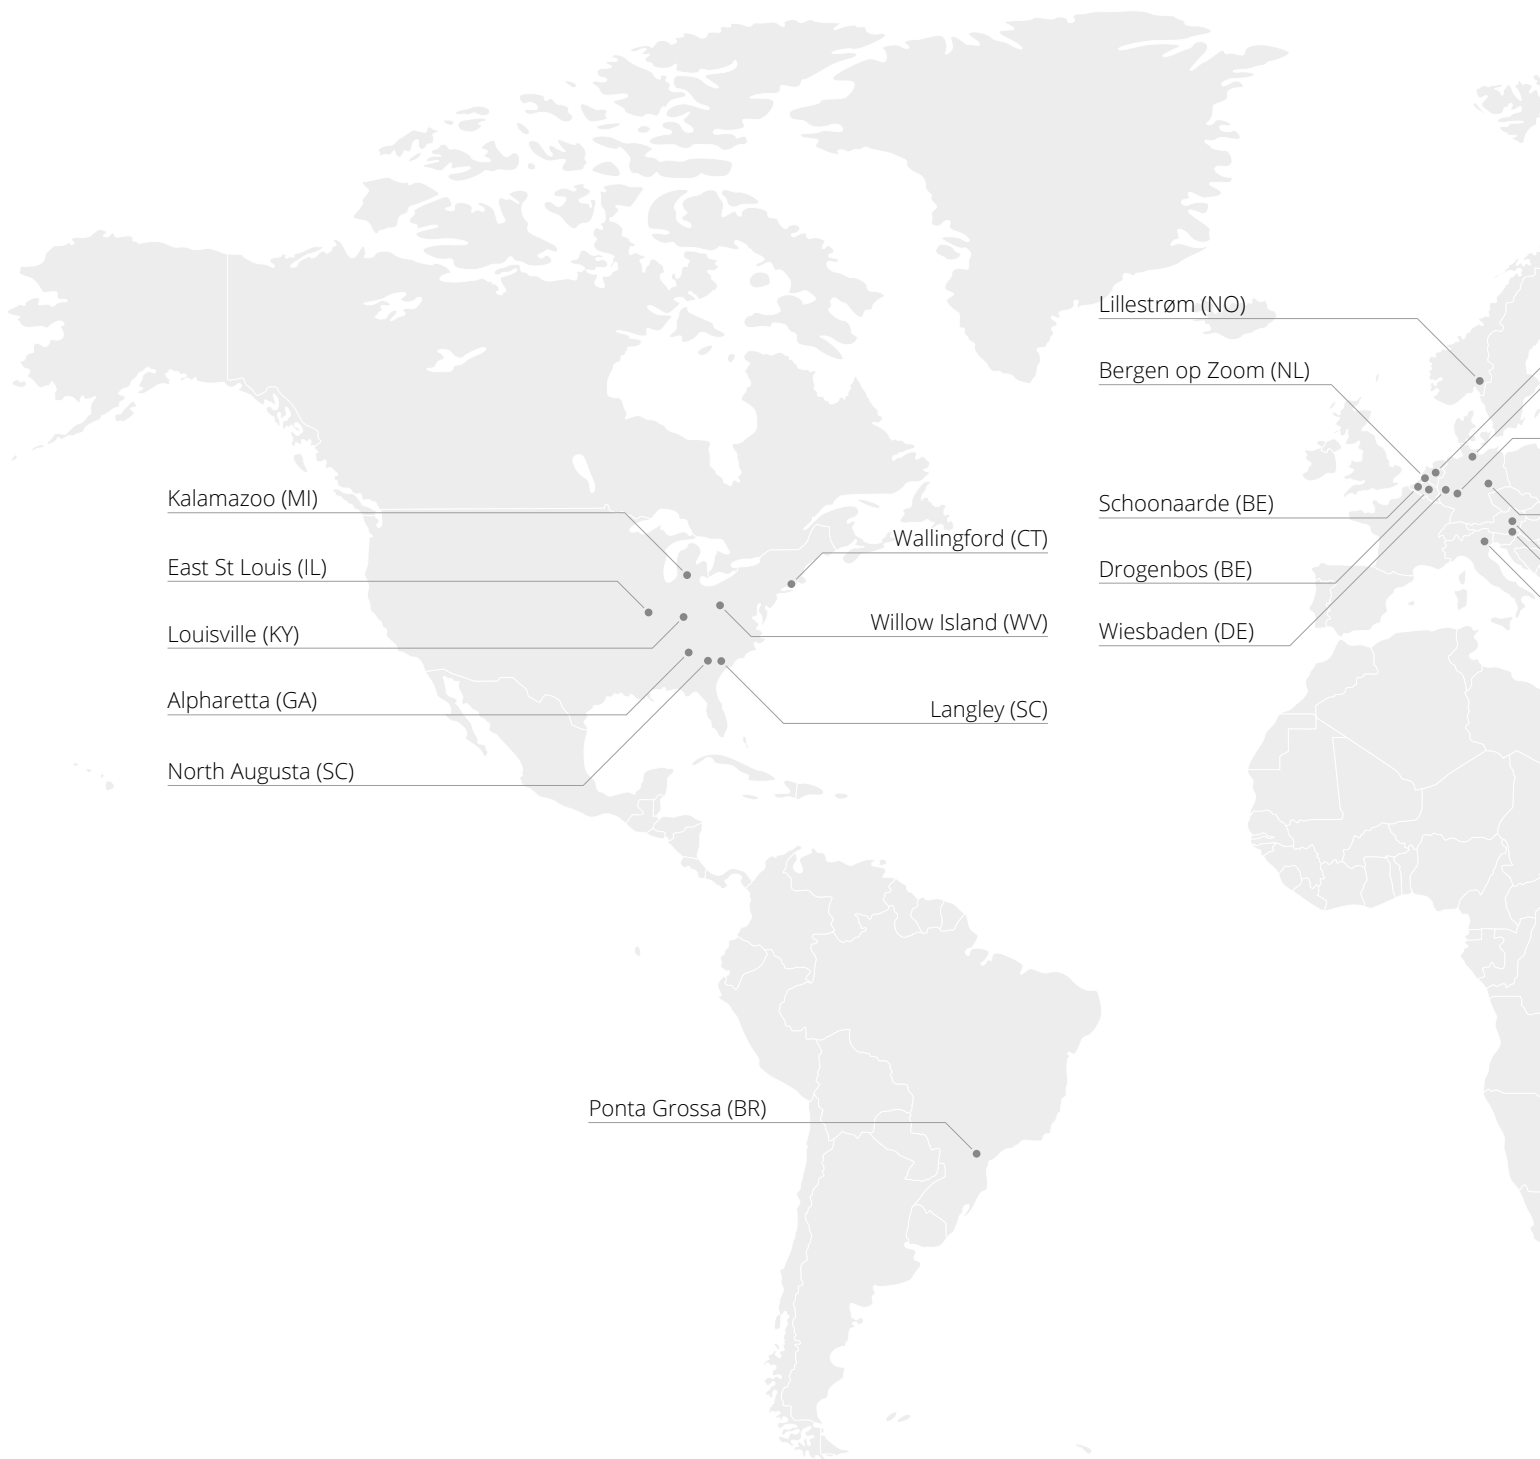 Lillestrøm (NO)
Bergen op Zoom (NL)
Kalamazoo (MI)
Schoonaarde (BE)
Wallingford (CT)
East St Louis (IL)
Drogenbos (BE)
Willow Island (WV)
Louisville (KY)
Wiesbaden (DE)
Alpharetta (GA)
Langley (SC)
North Augusta (SC)
Ponta Grossa (BR)